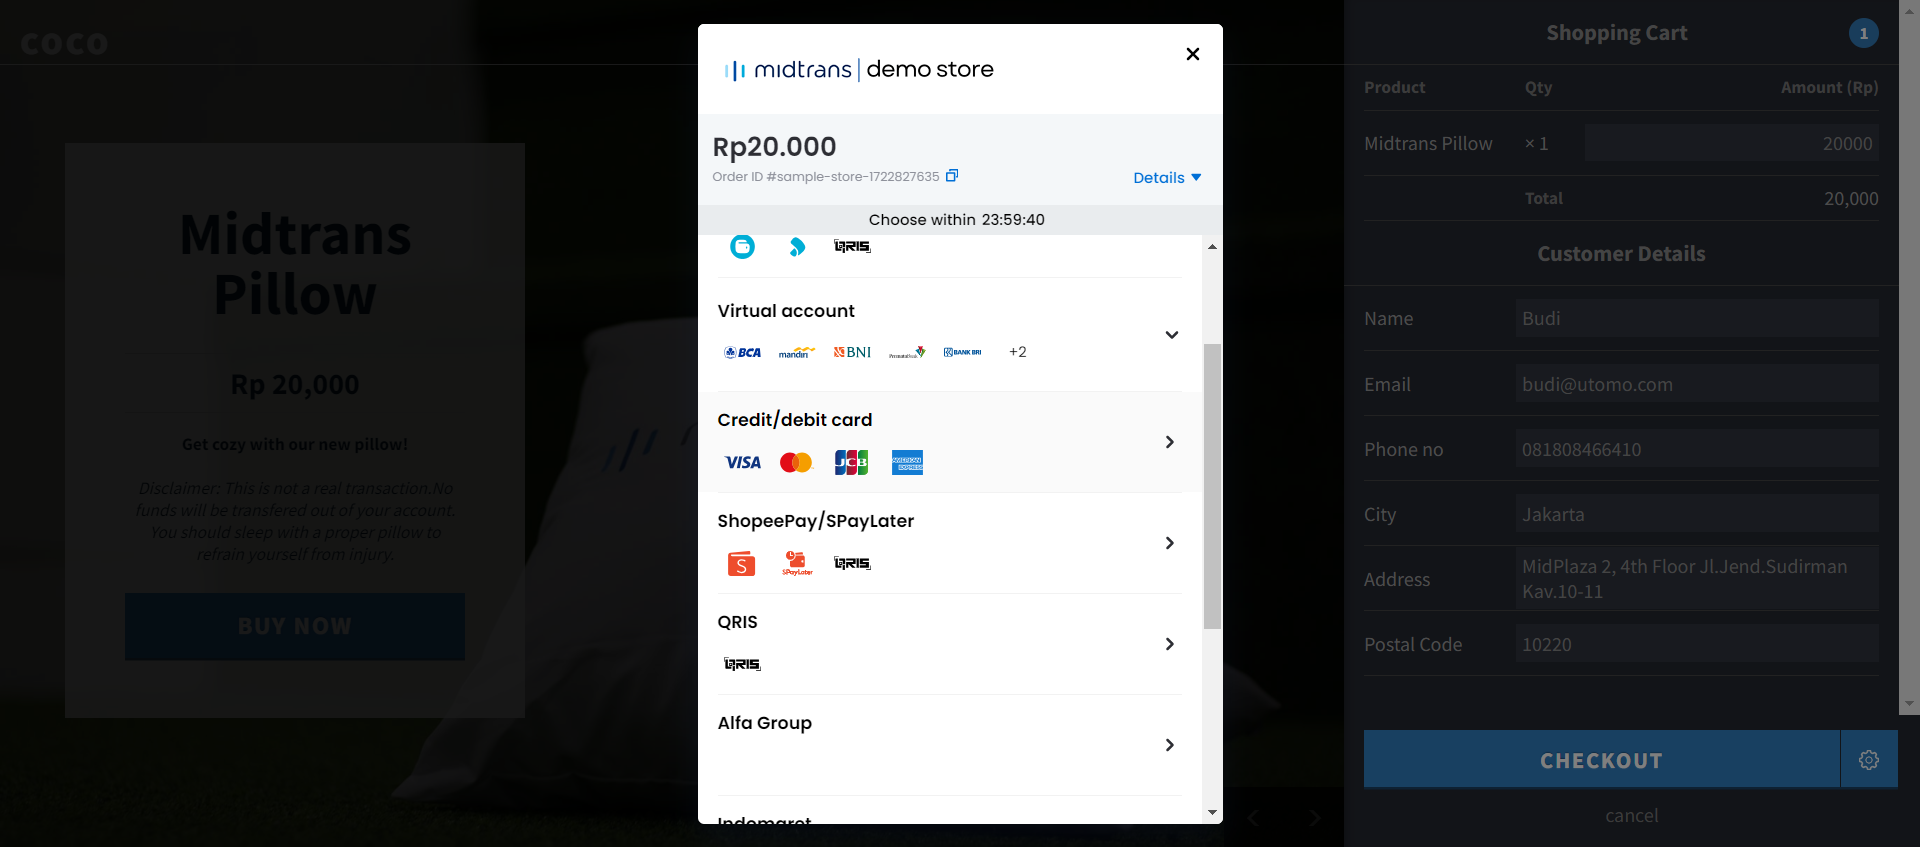 coco
Midtrans
Pillow
Rp 20,000
Get cozy with our new pillow!
Disclaimer: This is not a real transaction.No
funds will be transfered out of your account.
You should sleep with a proper pillow to
refrain yourself from injury.
BUY NOW
midtrans | demo store
Rp20.000
Order ID #sample-store-1722827635
Details
Choose within 23:59:40
QRIS
Virtual account
BCA mandiri BNI PermataBank BANK BRI +2
Credit/debit card
VISA JCB AMERICAN EXPRESS
ShopeePay/SPayLater
S SPayLater QRIS
QRIS
QRIS
Alfa Group
Indomaret
Shopping Cart 1
Product Qty Amount (Rp)
Midtrans Pillow × 1 20000
Total 20,000
Customer Details
Name Budi
Email budi@utomo.com
Phone no 081808466410
City Jakarta
Address MidPlaza 2, 4th Floor Jl.Jend.Sudirman
Kav.10-11
Postal Code 10220
CHECKOUT
cancel